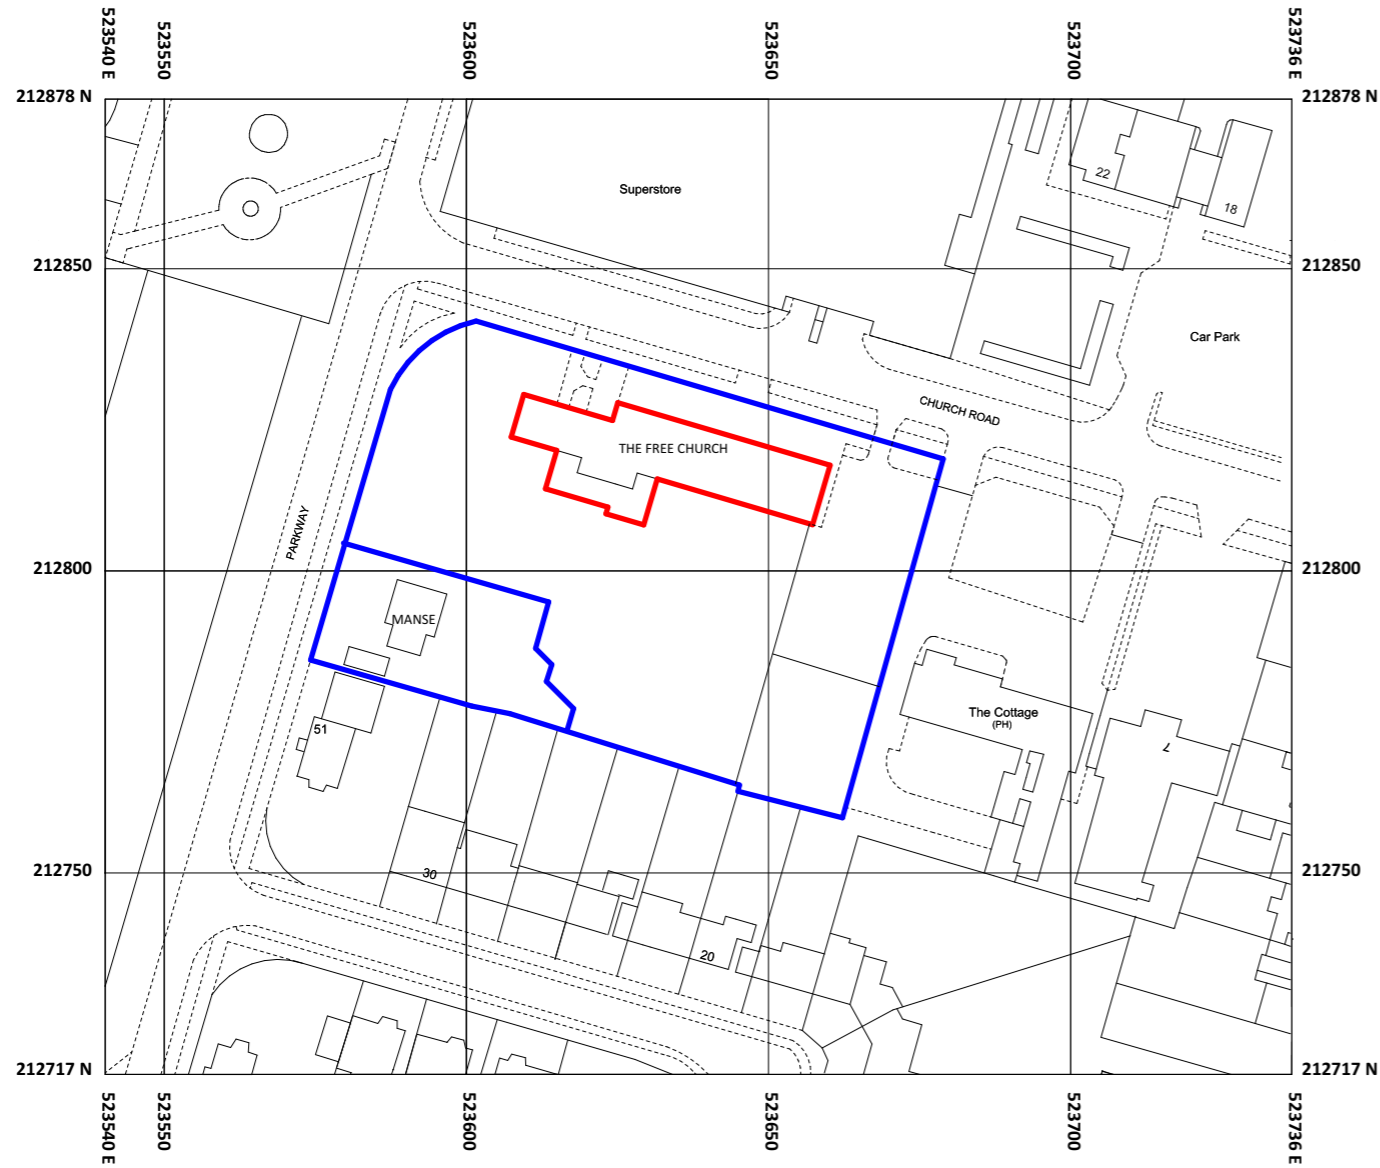 523540 E
523550
523600
523650
523700
523736 E
212878 N
212878 N
22
18
Superstore
212850
212850
Car Park
CHURCH ROAD
THE FREE CHURCH
PARKWAY
212800
212800
MANSE
The Cottage
(PH)
51
7
212750
212750
30
20
212717 N
212717 N
523540 E
523550
523600
523650
523700
523736 E